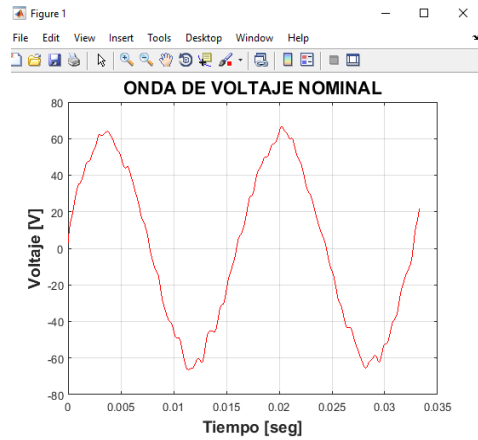 Figure 1
File Edit View Insert Tools Desktop Window Help
ONDA DE VOLTAJE NOMINAL
80
60
40
20
0
-20
-40
-60
-80
Voltaje [V]
0 0.005 0.01 0.015 0.02 0.025 0.03 0.035
Tiempo [seg]